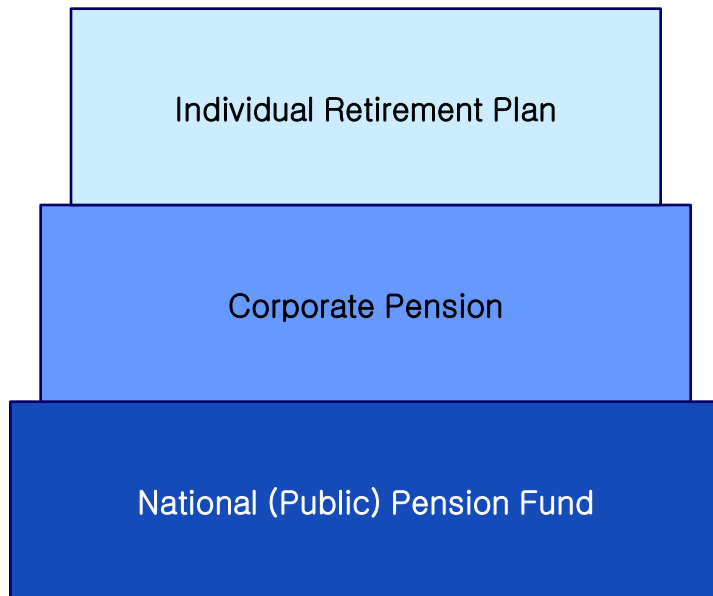 Individual Retirement Plan
Corporate Pension
National (Public) Pension Fund